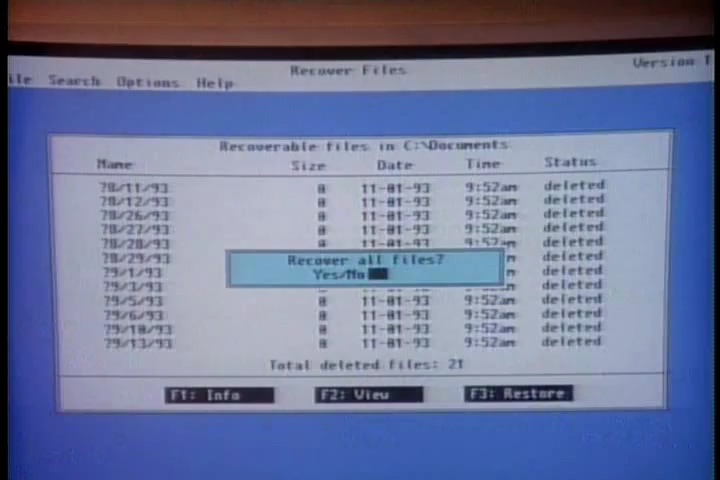 Recover Files
Version
ile Search Options Help
Recoverable files in C:\Documents
Name Size Date Time Status
78/11/93 0 11-01-93 9:52am deleted
78/12/93 0 11-01-93 9:52am deleted
78/26/93 0 11-01-93 9:52am deleted
78/27/93 0 11-01-93 9:52am deleted
78/28/93 0 11-01-93 9:52am deleted
78/29/93 deleted
79/1/93 deleted
79/3/93 deleted
79/5/93 0 11-01-93 9:52am deleted
79/6/93 0 11-01-93 9:52am deleted
79/10/93 0 11-01-93 9:52am deleted
79/13/93 0 11-01-93 9:52am deleted
Recover all files?
Yes/No
Total deleted files: 21
F1: Info F2: View F3: Restore